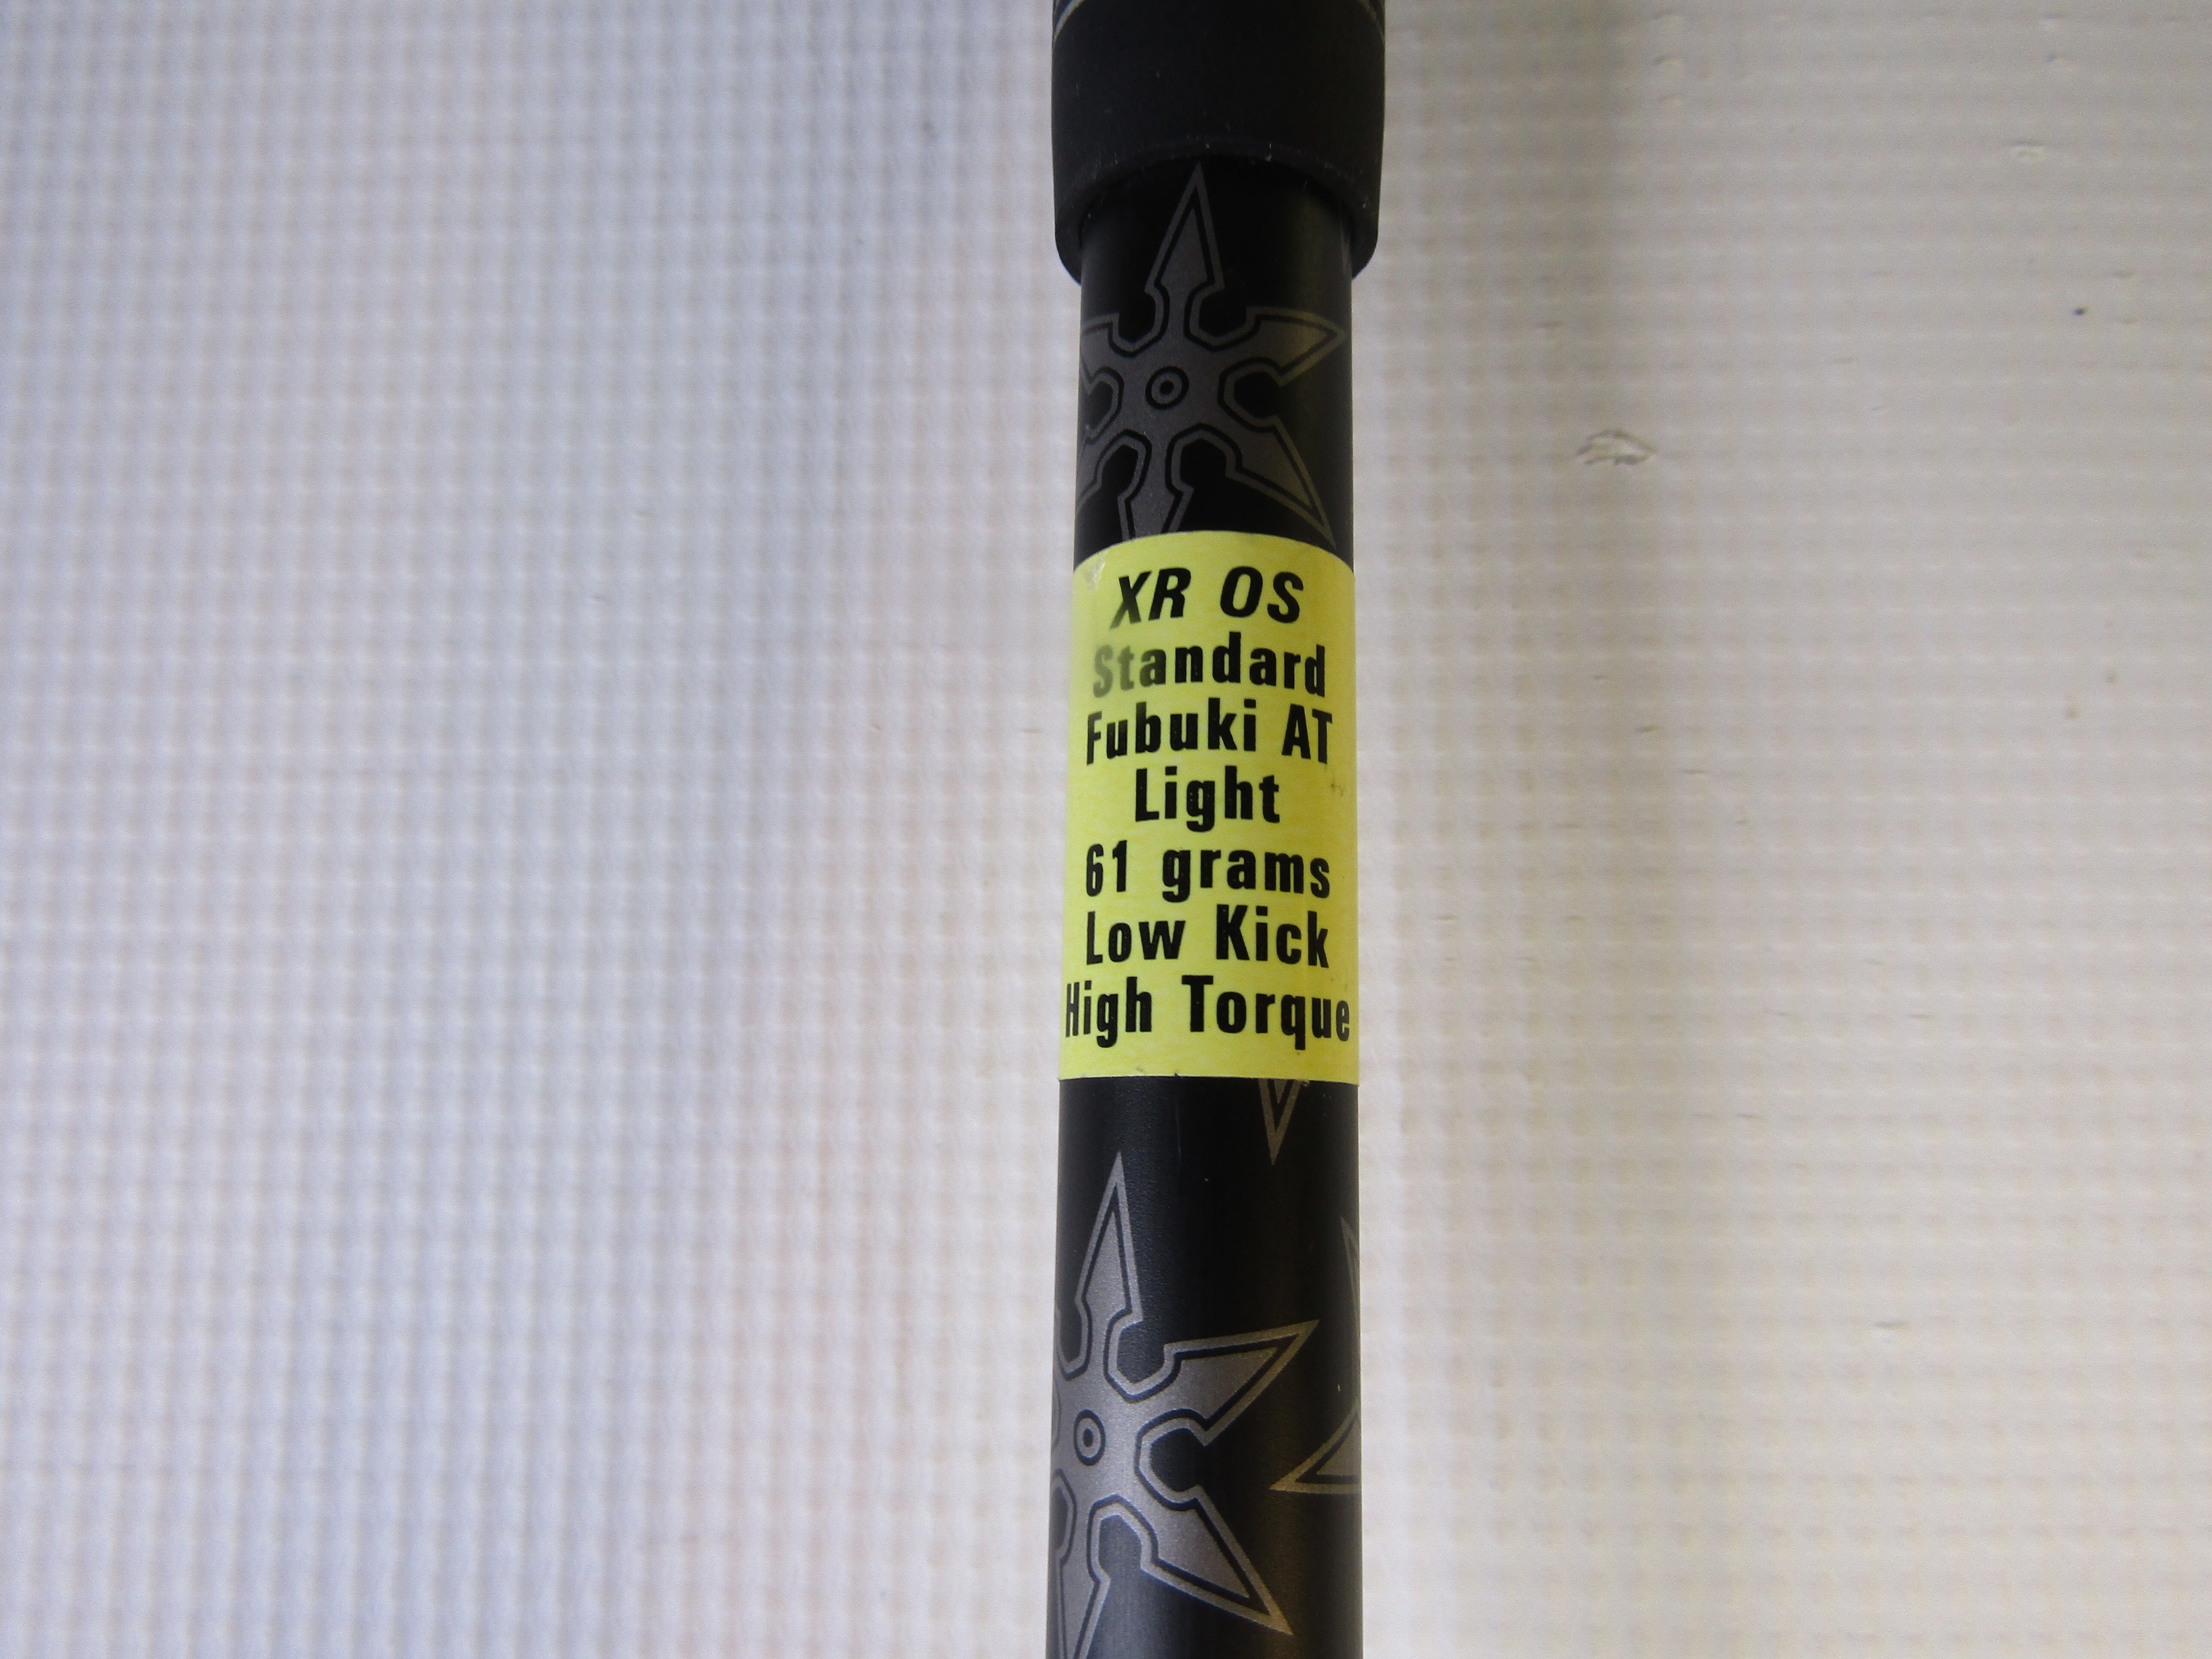 XR OS
Standard
Fubuki AT
Light
61 grams
Low Kick
High Torque